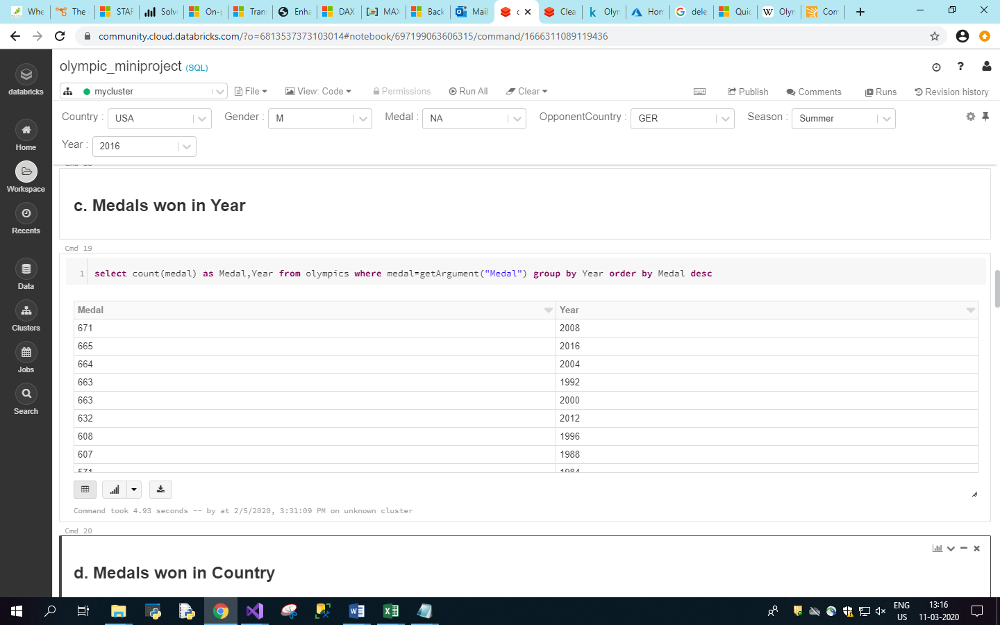 Whe The STAF Solv On-p Tran Enha DAX MAX Back Mail c Clea Olyn Hon dele Quic Olyn Com
community.cloud.databricks.com/?o=6813537373103014#notebook/697199063606315/command/1666311089119436
databricks
Home
Workspace
Recents
Data
Clusters
Jobs
Search
olympic_miniproject (SQL)
mycluster File View: Code Permissions Run All Clear Publish Comments Runs Revision history
Country : USA Gender : M Medal : NA OpponentCountry : GER Season : Summer
Year : 2016
c. Medals won in Year
Cmd 19
1 select count(medal) as Medal,Year from olympics where medal=getArgument("Medal") group by Year order by Medal desc
Medal Year
671 2008
665 2016
664 2004
663 1992
663 2000
632 2012
608 1996
607 1988
571 1984
Command took 4.93 seconds -- by at 2/5/2020, 3:31:09 PM on unknown cluster
Cmd 20
d. Medals won in Country
ENG 13:16
US 11-03-2020